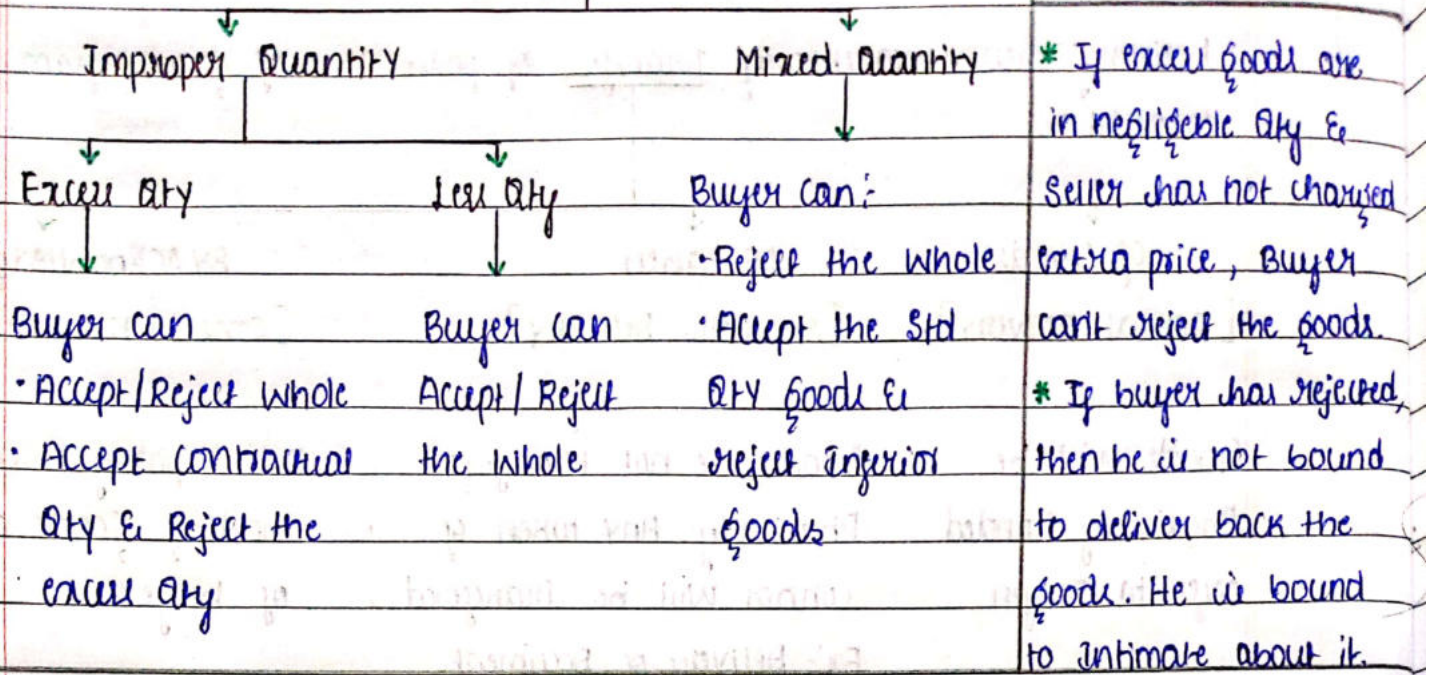 Improper Quantity
Mixed Quantity
Excess Qty
Less Qty
Buyer can
• Accept/Reject whole
• Accept contractual
Qty & Reject the
excess Qty
Buyer can
Accept/Reject
the whole
Buyer can:-
• Reject the whole
• Accept the Std
Qty goods &
reject inferior
goods
* If excess goods are
in negligeble Qty &
Seller has not charged
extra price, Buyer
can't reject the goods.
* If buyer has rejected,
then he is not bound
to deliver back the
goods. He is bound
to Intimate about it.